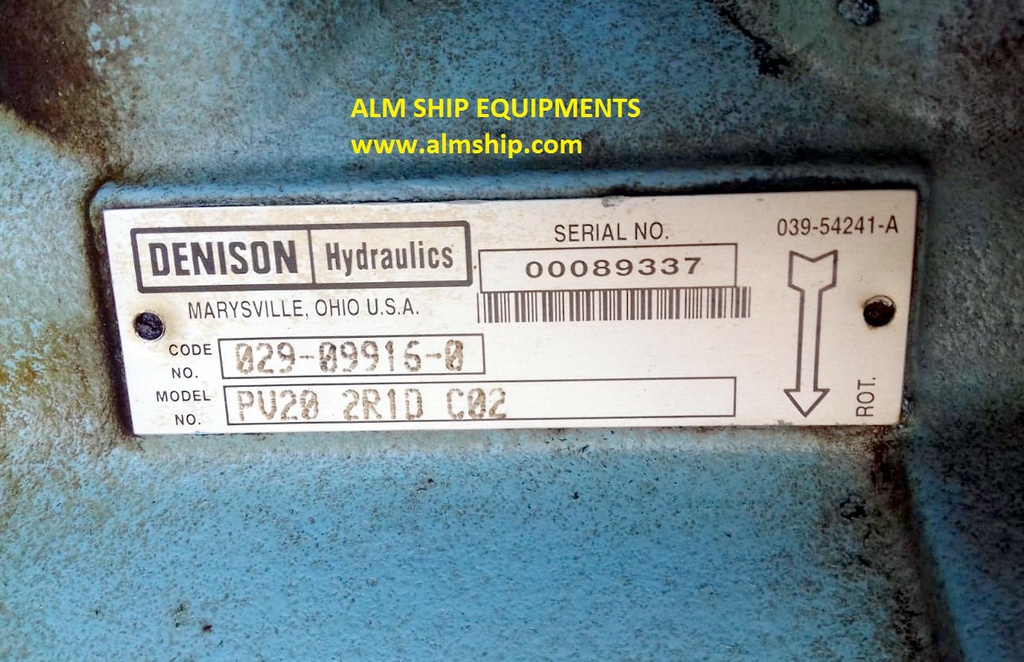 ALM SHIP EQUIPMENTS
www.almship.com
DENISON Hydraulics
MARYSVILLE, OHIO U.S.A.
SERIAL NO.
00089337
039-54241-A
CODE NO. 029-09916-0
MODEL NO. PV20 2R1D C02
ROT.